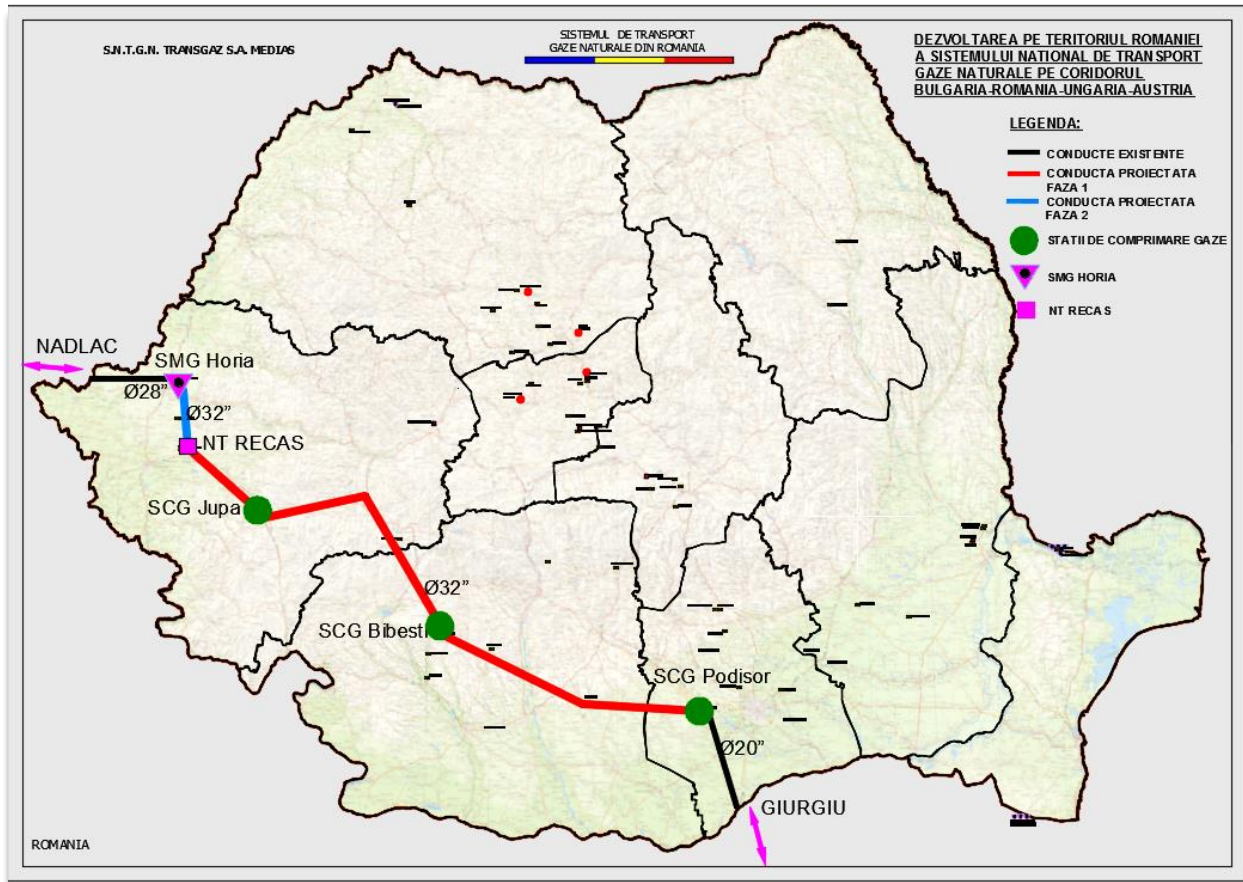 S.N.T.G.N. TRANSGAZ S.A. MEDIAS
SISTEMUL DE TRANSPORT
GAZE NATURALE DIN ROMANIA
DEZVOLTAREA PE TERITORIUL ROMANIEI
A SISTEMULUI NATIONAL DE TRANSPORT
GAZE NATURALE PE CORIDORUL
BULGARIA-ROMANIA-UNGARIA-AUSTRIA
LEGENDA:
CONDUCTE EXISTENTE
CONDUCTA PROIECTATA
FAZA 1
CONDUCTA PROIECTATA
FAZA 2
STATII DE COMPRIMARE GAZE
SMG HORIA
NT RECAS
NADLAC
SMG Horia
Ø28”
Ø32”
NT RECAS
SCG Jupa
Ø32”
SCG Bibesti
SCG Podisor
Ø20”
GIURGIU
ROMANIA